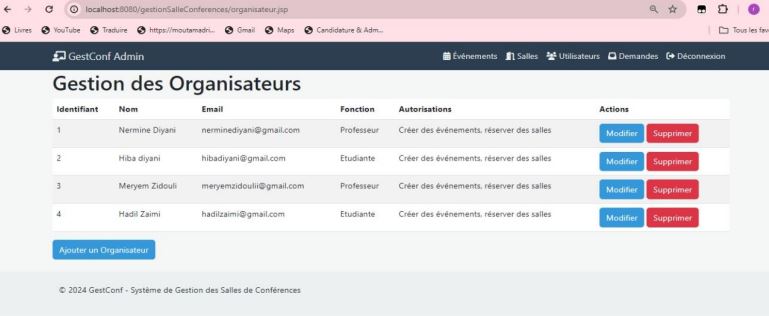 localhost:8080/gestionSalleConferences/organisateur.jsp
Livres YouTube Traduire https://moutamadri... Gmail Maps Candidature & Adm... Tous les fav
GestConf Admin Événements Salles Utilisateurs Demandes Déconnexion
Gestion des Organisateurs
Identifiant Nom Email Fonction Autorisations Actions
1 Nermine Diyani nerminediyani@gmail.com Professeur Créer des événements, réserver des salles Modifier Supprimer
2 Hiba diyani hibadiyani@gmail.com Etudiante Créer des événements, réserver des salles Modifier Supprimer
3 Meryem Zidouli meryemzidoulii@gmail.com Professeur Créer des événements, réserver des salles Modifier Supprimer
4 Hadil Zaimi hadilzaimi@gmail.com Etudiante Créer des événements, réserver des salles Modifier Supprimer
Ajouter un Organisateur
© 2024 GestConf - Système de Gestion des Salles de Conférences